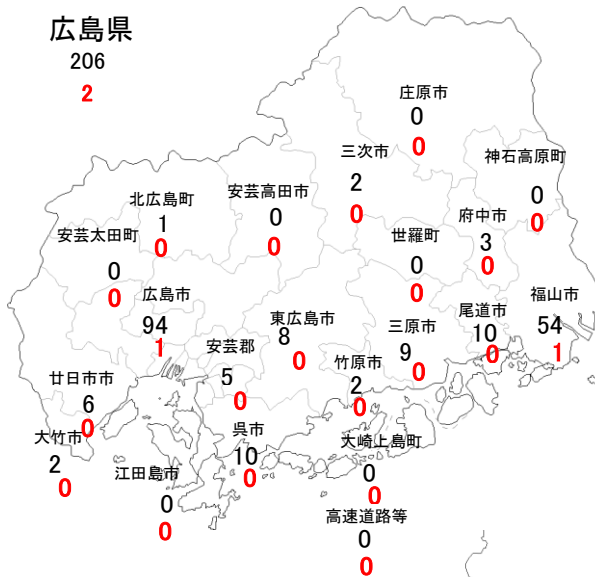 広島県
206
2
庄原市
0
0
三次市
2
0
神石高原町
0
0
北広島町
1
0
安芸高田市
0
0
府中市
3
0
安芸太田町
0
0
世羅町
0
0
広島市
94
1
東広島市
8
0
三原市
9
0
尾道市
10
0
福山市
54
1
安芸郡
5
0
竹原市
2
0
廿日市市
6
0
大竹市
2
0
江田島市
0
0
呉市
10
0
大崎上島町
0
0
高速道路等
0
0